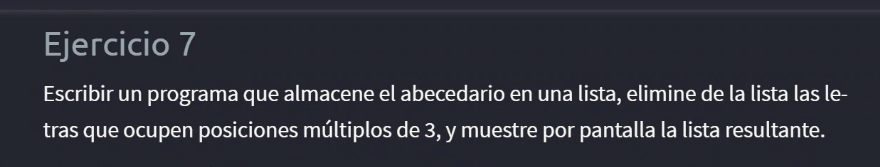 Ejercicio 7
Escribir un programa que almacene el abecedario en una lista, elimine de la lista las le-
tras que ocupen posiciones múltiplos de 3, y muestre por pantalla la lista resultante.